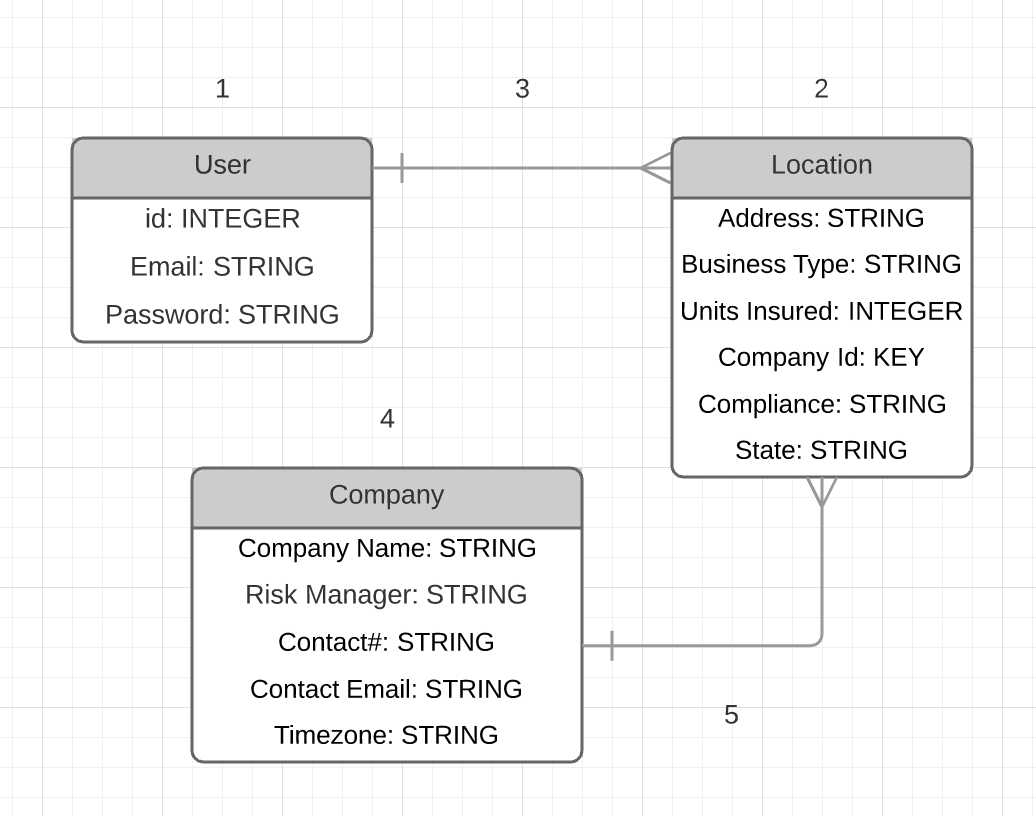 1
3
2
User
id: INTEGER
Email: STRING
Password: STRING
Location
Address: STRING
Business Type: STRING
Units Insured: INTEGER
Company Id: KEY
Compliance: STRING
State: STRING
4
Company
Company Name: STRING
Risk Manager: STRING
Contact#: STRING
Contact Email: STRING
Timezone: STRING
5